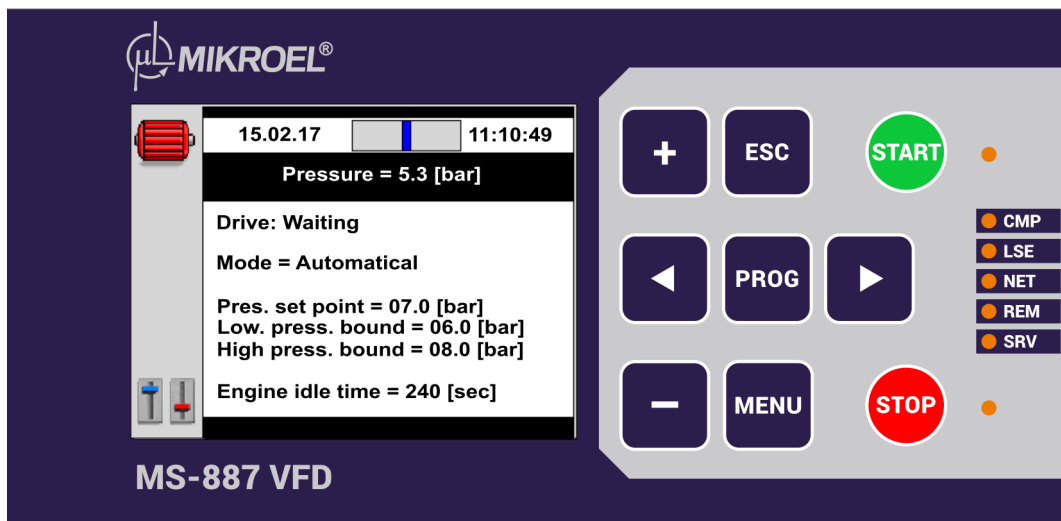 μL MIKROEL®
15.02.17 11:10:49
Pressure = 5.3 [bar]
Drive: Waiting
Mode = Automatical
Pres. set point = 07.0 [bar]
Low. press. bound = 06.0 [bar]
High press. bound = 08.0 [bar]
Engine idle time = 240 [sec]
MS-887 VFD
+ ESC START
CMP
LSE
NET
REM
SRV
◀ PROG ▶
− MENU STOP